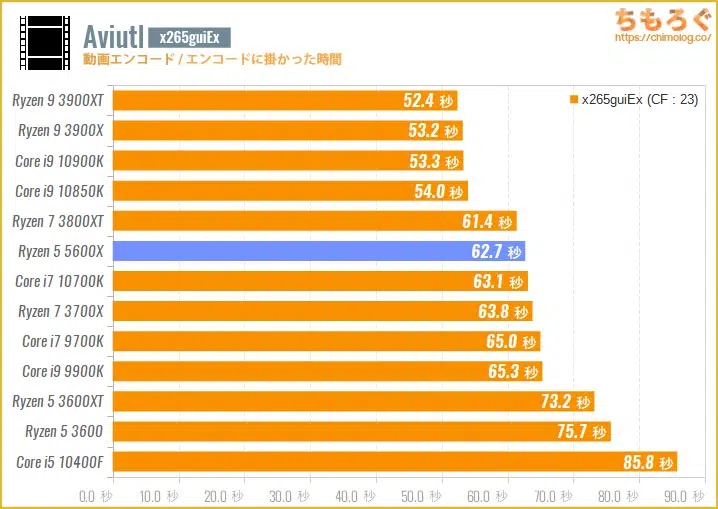 Aviutl x265guiEx
動画エンコード / エンコードに掛かった時間
ちもろぐ
https://chimolog.co/
x265guiEx (CF : 23)
Ryzen 9 3900XT 52.4 秒
Ryzen 9 3900X 53.2 秒
Core i9 10900K 53.3 秒
Core i9 10850K 54.0 秒
Ryzen 7 3800XT 61.4 秒
Ryzen 5 5600X 62.7 秒
Core i7 10700K 63.1 秒
Ryzen 7 3700X 63.8 秒
Core i7 9700K 65.0 秒
Core i9 9900K 65.3 秒
Ryzen 5 3600XT 73.2 秒
Ryzen 5 3600 75.7 秒
Core i5 10400F 85.8 秒
0.0 秒 10.0 秒 20.0 秒 30.0 秒 40.0 秒 50.0 秒 60.0 秒 70.0 秒 80.0 秒 90.0 秒